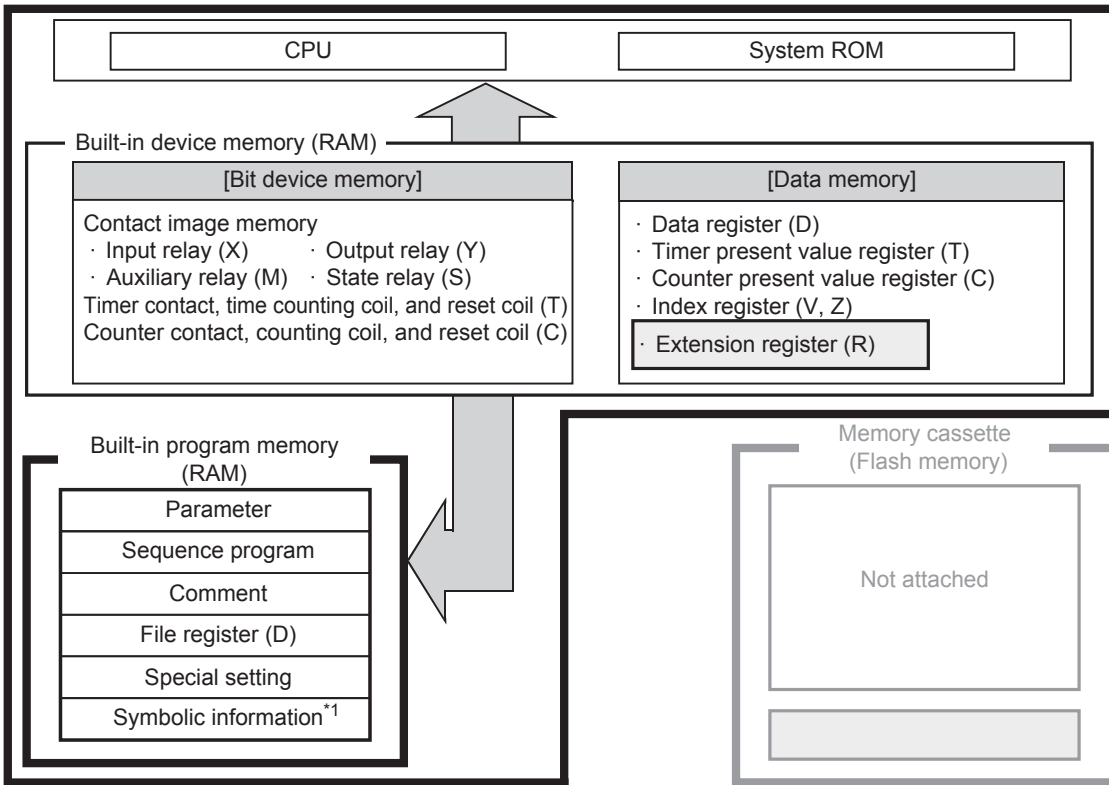 CPU
System ROM
Built-in device memory (RAM)
[Bit device memory]
Contact image memory
· Input relay (X) · Output relay (Y)
· Auxiliary relay (M) · State relay (S)
Timer contact, time counting coil, and reset coil (T)
Counter contact, counting coil, and reset coil (C)
[Data memory]
· Data register (D)
· Timer present value register (T)
· Counter present value register (C)
· Index register (V, Z)
· Extension register (R)
Built-in program memory
(RAM)
Parameter
Sequence program
Comment
File register (D)
Special setting
Symbolic information*1
Memory cassette
(Flash memory)
Not attached